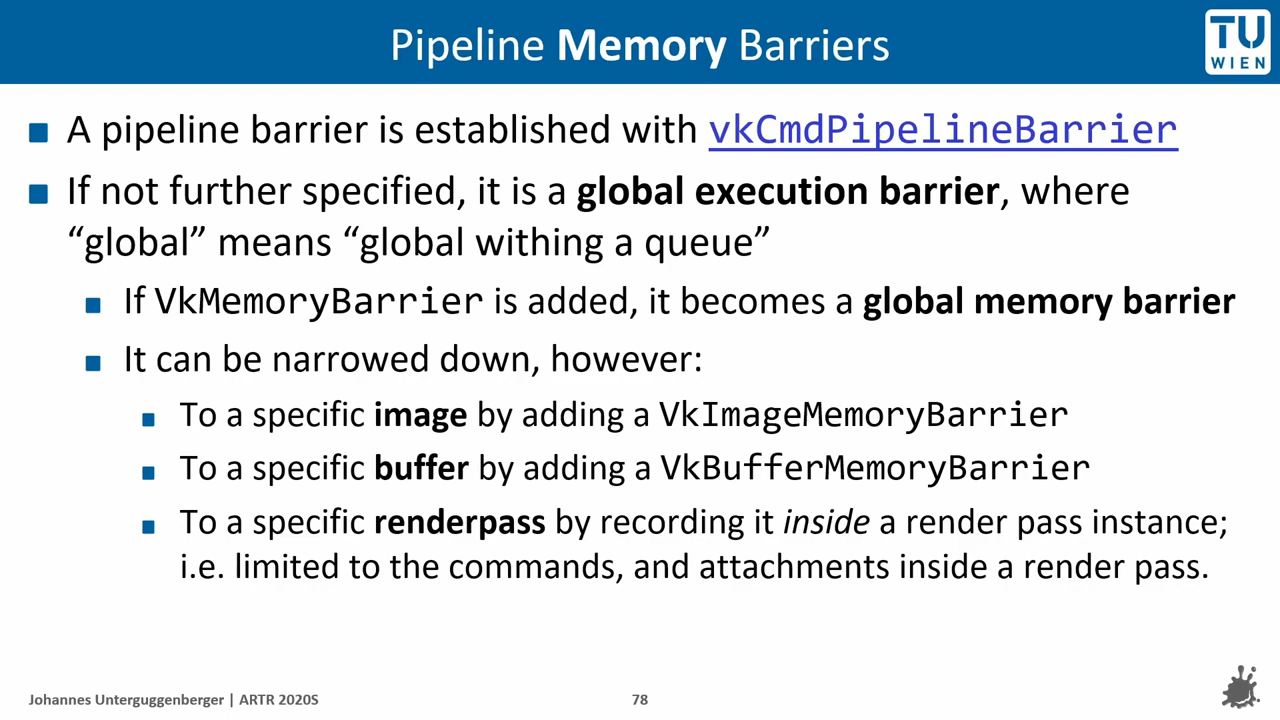 Pipeline Memory Barriers
TU
WIEN
A pipeline barrier is established with vkCmdPipelineBarrier
If not further specified, it is a global execution barrier, where
“global” means “global withing a queue”
If VkMemoryBarrier is added, it becomes a global memory barrier
It can be narrowed down, however:
To a specific image by adding a VkImageMemoryBarrier
To a specific buffer by adding a VkBufferMemoryBarrier
To a specific renderpass by recording it inside a render pass instance;
i.e. limited to the commands, and attachments inside a render pass.
Johannes Unterguggenberger | ARTR 2020S
78